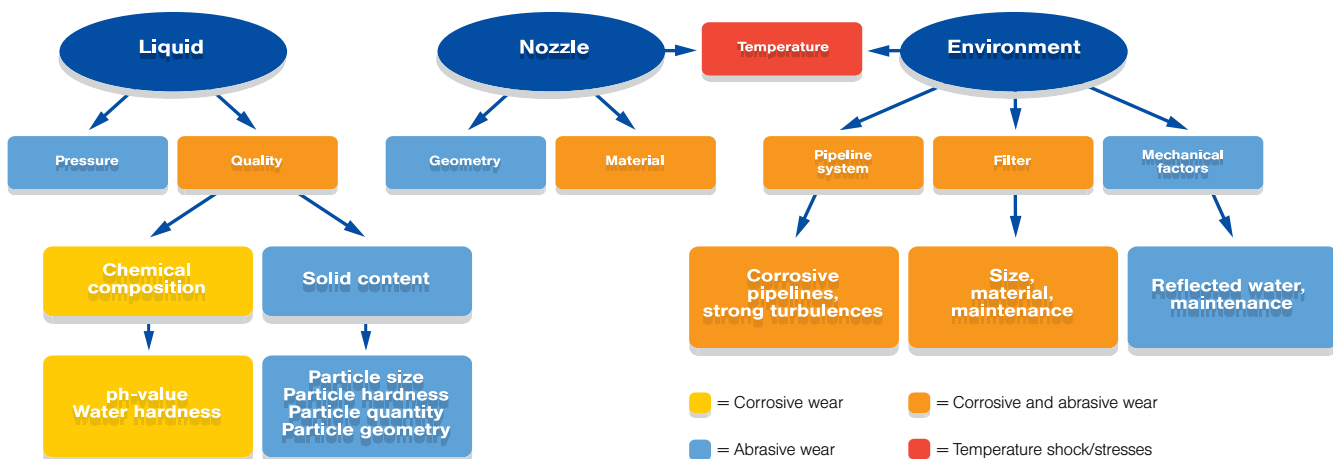 Liquid
Nozzle
Temperature
Environment
Pressure
Quality
Geometry
Material
Pipeline
system
Filter
Mechanical
factors
Chemical
composition
Solid content
Corrosive
pipelines,
strong turbulences
Size,
material,
maintenance
Reflected water,
maintenance
ph-value
Water hardness
Particle size
Particle hardness
Particle quantity
Particle geometry
= Corrosive wear
= Corrosive and abrasive wear
= Abrasive wear
= Temperature shock/stresses